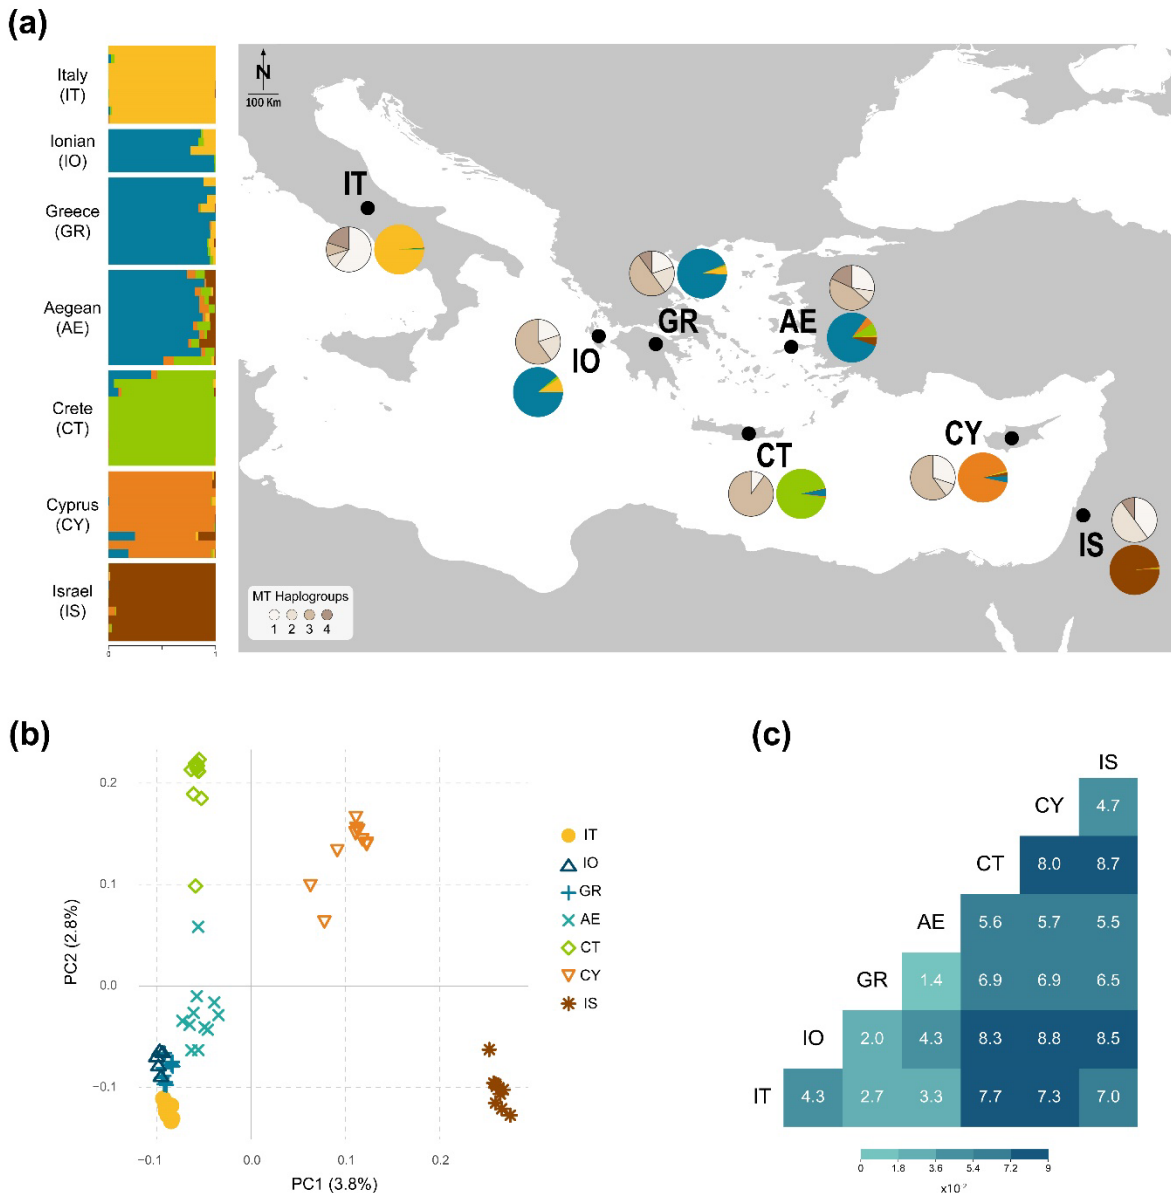 (a)
Italy
(IT)
Ionian
(IO)
Greece
(GR)
Aegean
(AE)
Crete
(CT)
Cyprus
(CY)
Israel
(IS)
0 1
N
100 Km
IT
GR
AE
IO
CT
CY
IS
MT Haplogroups
1 2 3 4
(b)
PC2 (2.8%)
0.2
0.1
0.0
−0.1
−0.1 0.0 0.1 0.2
PC1 (3.8%)
IT
IO
GR
AE
CT
CY
IS
(c)
IS
CY 4.7
CT 8.0 8.7
AE 5.6 5.7 5.5
GR 1.4 6.9 6.9 6.5
IO 2.0 4.3 8.3 8.8 8.5
IT 4.3 2.7 3.3 7.7 7.3 7.0
0 1.8 3.6 5.4 7.2 9